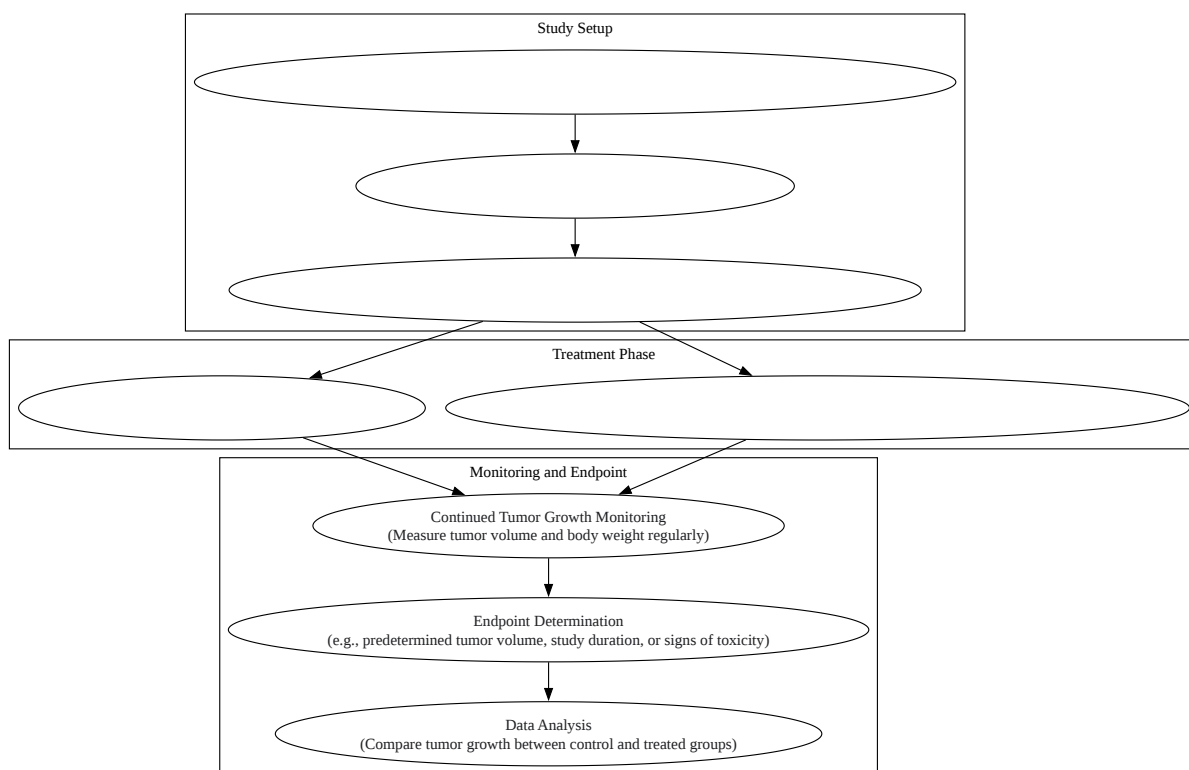 Study Setup
Treatment Phase
Monitoring and Endpoint
Continued Tumor Growth Monitoring
(Measure tumor volume and body weight regularly)
Endpoint Determination
(e.g., predetermined tumor volume, study duration, or signs of toxicity)
Data Analysis
(Compare tumor growth between control and treated groups)